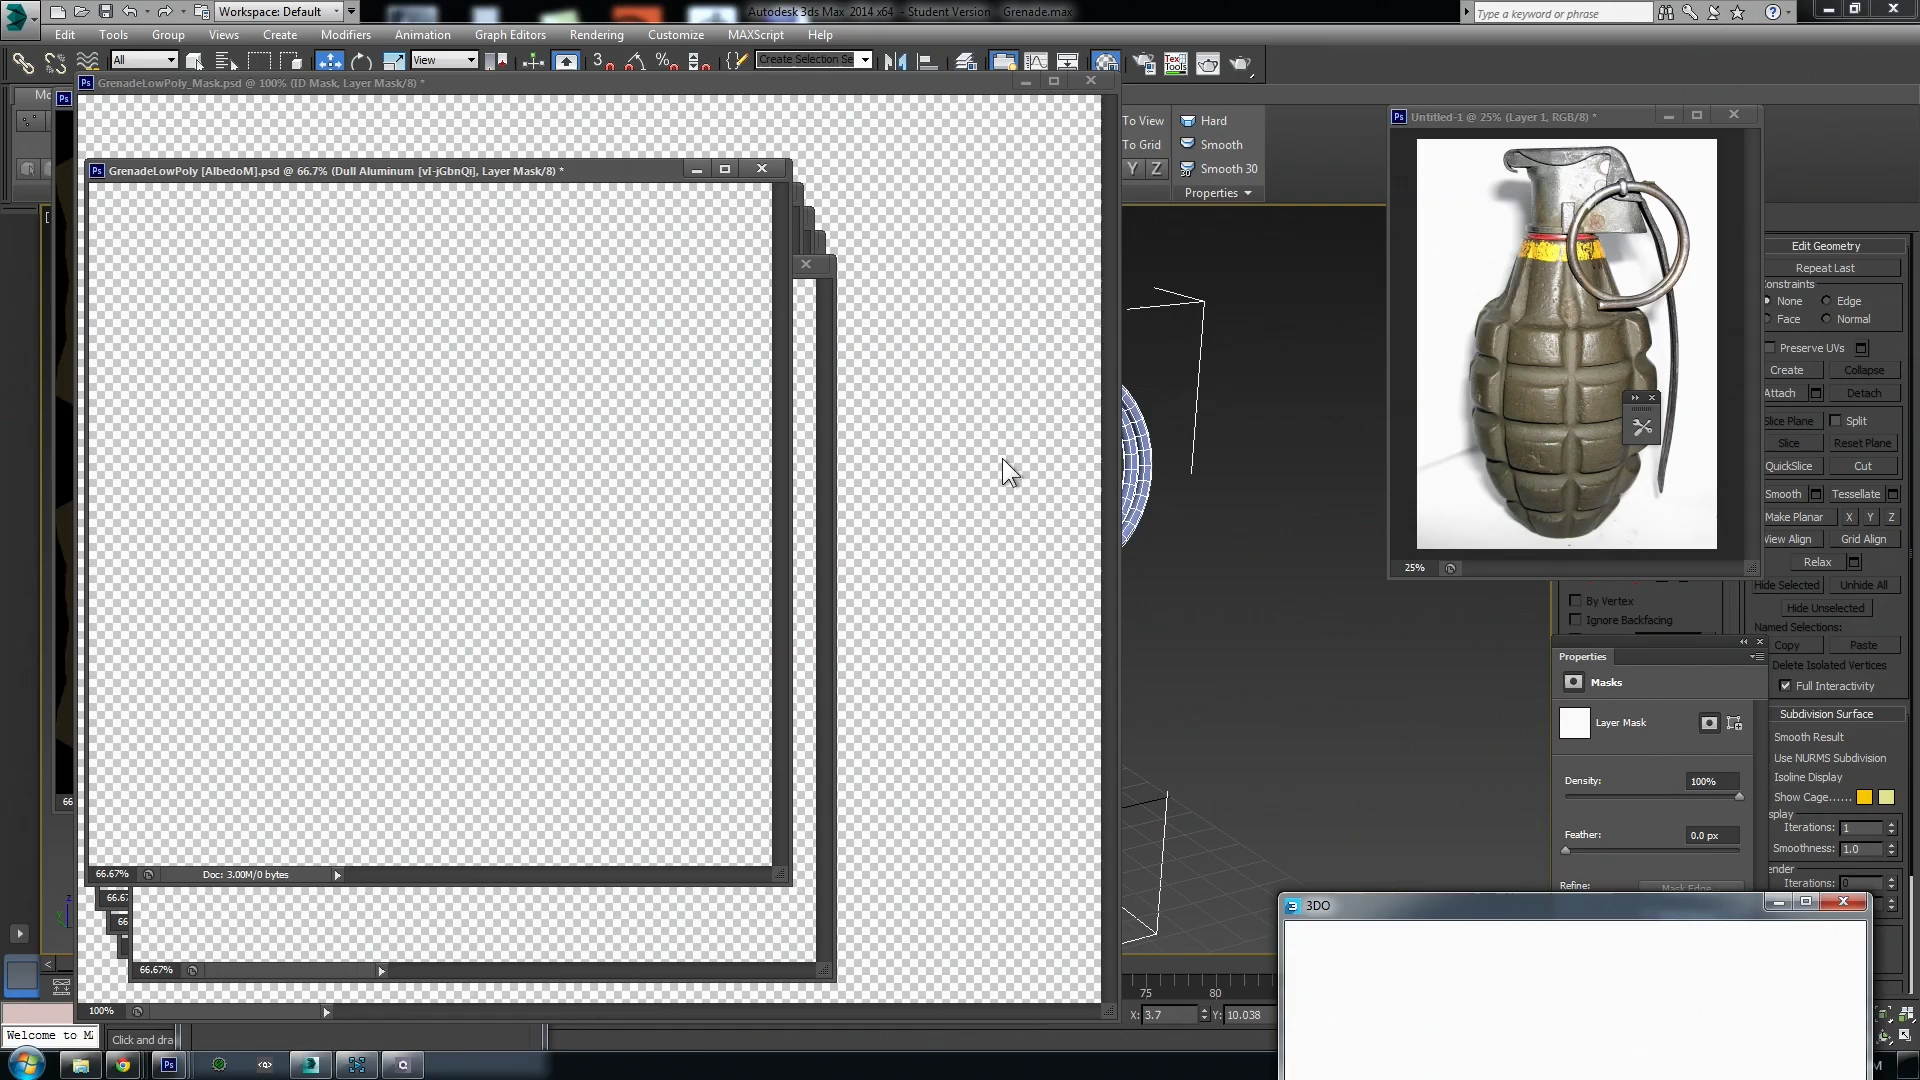 Workspace: Default
Autodesk 3ds Max 2014 x64 - Student Version Grenade.max
Type a keyword or phrase
Edit Tools Group Views Create Modifiers Animation Graph Editors Rendering Customize MAXScript Help
All View Create Selection Se
GrenadeLowPoly_Mask.psd @ 100% (ID Mask, Layer Mask/8) *
GrenadeLowPoly [AlbedoM].psd @ 66.7% (Dull Aluminum [vI-jGbnQi], Layer Mask/8) *
To View Hard
To Grid Smooth
Y Z Smooth 30
Properties
Untitled-1 @ 25% (Layer 1, RGB/8) *
25%
Edit Geometry
Repeat Last
Constraints
None Edge
Face Normal
Preserve UVs
Create Collapse
Attach Detach
Slice Plane Split
Slice Reset Plane
QuickSlice Cut
Smooth Tessellate
Make Planar X Y Z
View Align Grid Align
Relax
Hide Selected Unhide All
Hide Unselected
Named Selections:
Copy Paste
Delete Isolated Vertices
Full Interactivity
By Vertex
Ignore Backfacing
Properties
Masks
Layer Mask
Density: 100%
Feather: 0.0 px
Refine: Mask Edge...
Subdivision Surface
Smooth Result
Use NURMS Subdivision
Isoline Display
Show Cage......
Iterations: 1
Smoothness: 1.0
Iterations: 0
3DO
66.67% Doc: 3.00M/0 bytes
66.67%
100%
75 80
X: 3.7 Y: 10.038
Welcome to M
Click and dra